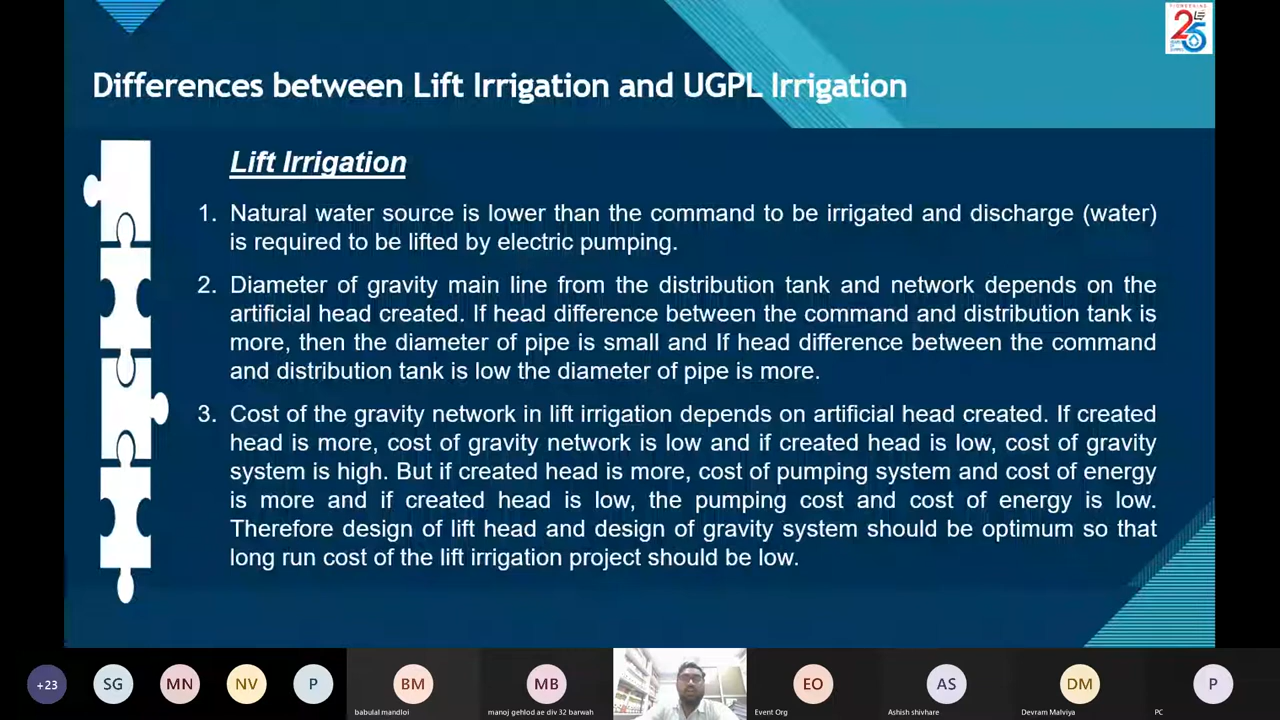 PIONEERING
25
Differences between Lift Irrigation and UGPL Irrigation
Lift Irrigation
1. Natural water source is lower than the command to be irrigated and discharge (water)
is required to be lifted by electric pumping.
2. Diameter of gravity main line from the distribution tank and network depends on the
artificial head created. If head difference between the command and distribution tank is
more, then the diameter of pipe is small and If head difference between the command
and distribution tank is low the diameter of pipe is more.
3. Cost of the gravity network in lift irrigation depends on artificial head created. If created
head is more, cost of gravity network is low and if created head is low, cost of gravity
system is high. But if created head is more, cost of pumping system and cost of energy
is more and if created head is low, the pumping cost and cost of energy is low.
Therefore design of lift head and design of gravity system should be optimum so that
long run cost of the lift irrigation project should be low.
+23 SG MN NV P BM MB EO AS DM P
babulal mandloi manoj gehlod ae div 32 barwah Event Org Ashish shivhare Devram Malviya PC